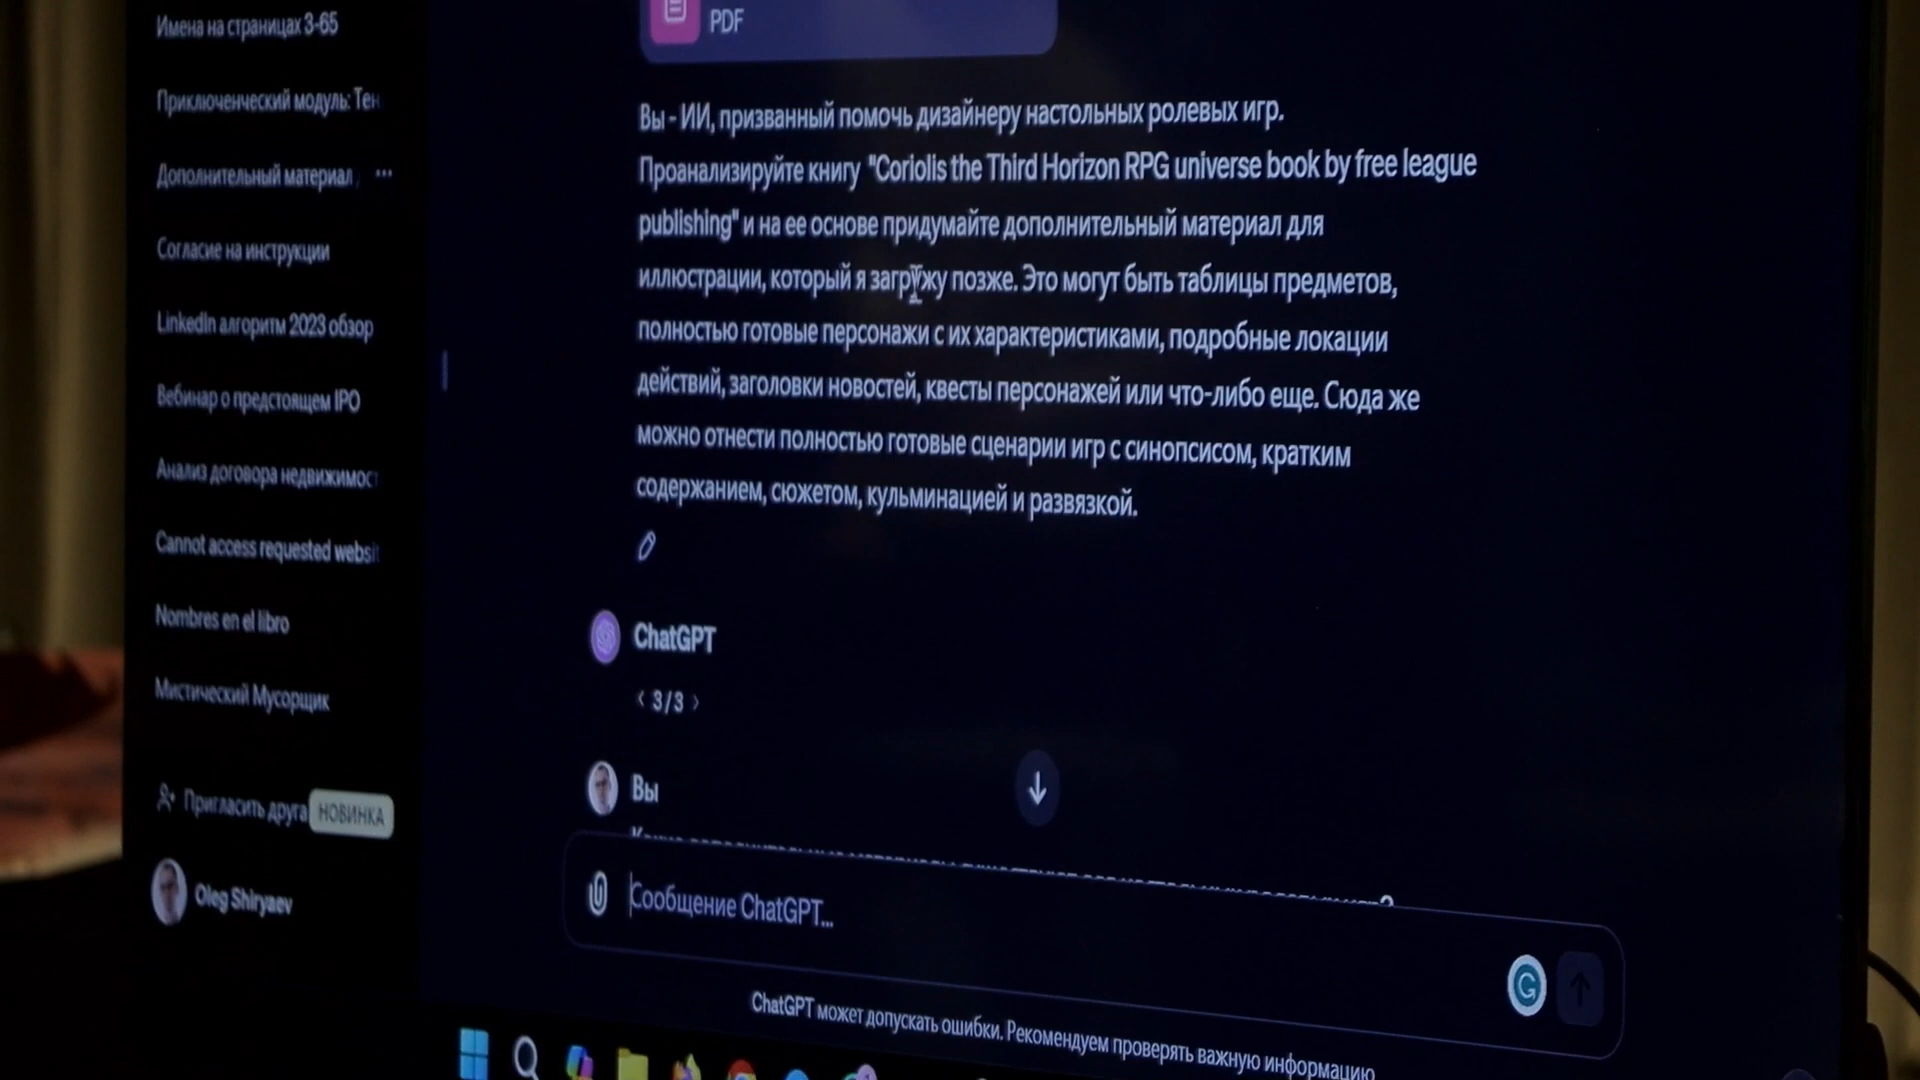 Имена на страницах 3-65
Приключенческий модуль: Тен
Дополнительный материал
Согласие на инструкции
LinkedIn алгоритм 2023 обзор
Вебинар о предстоящем IPO
Анализ договора недвижимос
Cannot access requested websi
Nombres en el libro
Мистический Мусорщик
Пригласить друга НОВИНКА
Oleg Shiryaev
PDF
Вы - ИИ, призванный помочь дизайнеру настольных ролевых игр.
Проанализируйте книгу "Coriolis the Third Horizon RPG universe book by free league
publishing" и на ее основе придумайте дополнительный материал для
иллюстрации, который я загружу позже. Это могут быть таблицы предметов,
полностью готовые персонажи с их характеристиками, подробные локации
действий, заголовки новостей, квесты персонажей или что-либо еще. Сюда же
можно отнести полностью готовые сценарии игр с синопсисом, кратким
содержанием, сюжетом, кульминацией и развязкой.
ChatGPT
< 3/3 >
Вы
Сообщение ChatGPT...
ChatGPT может допускать ошибки. Рекомендуем проверять важную информацию